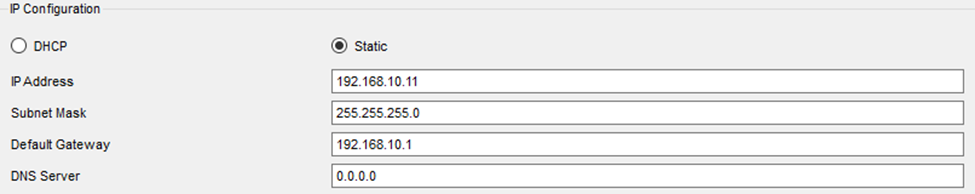 IP Configuration
DHCP Static
IP Address 192.168.10.11
Subnet Mask 255.255.255.0
Default Gateway 192.168.10.1
DNS Server 0.0.0.0